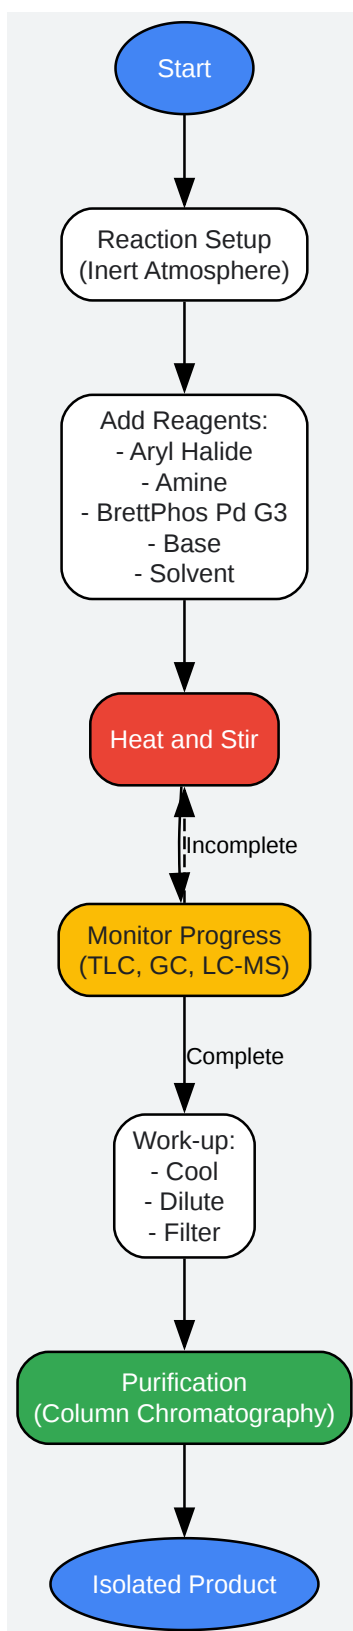 Start
Reaction Setup
(Inert Atmosphere)
Add Reagents:
- Aryl Halide
- Amine
- BrettPhos Pd G3
- Base
- Solvent
Heat and Stir
Incomplete
Monitor Progress
(TLC, GC, LC-MS)
Complete
Work-up:
- Cool
- Dilute
- Filter
Purification
(Column Chromatography)
Isolated Product